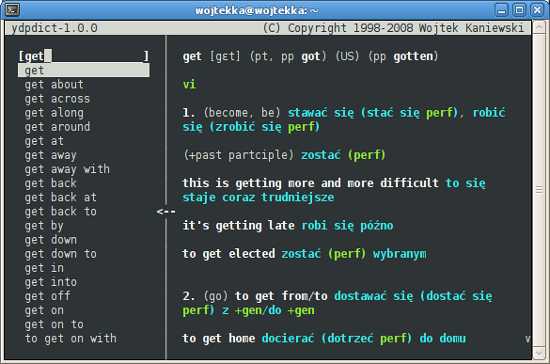 wojtekka@wojtekka: ~
ydpdict-1.0.0 (C) Copyright 1998-2008 Wojtek Kaniewski
[get ]
get
get about
get across
get along
get around
get at
get away
get away with
get back
get back at
get back to <--
get by
get down
get down to
get in
get into
get off
get on
get on to
to get on with
get [gɛt] (pt, pp got) (US) (pp gotten)
vi
1. (become, be) stawać się (stać się perf), robić
się (zrobić się perf)
(+past partciple) zostać (perf)
this is getting more and more difficult to się
staje coraz trudniejsze
it's getting late robi się późno
to get elected zostać (perf) wybranym
2. (go) to get from/to dostawać się (dostać się
perf) z +gen/do +gen
to get home docierać (dotrzeć perf) do domu v